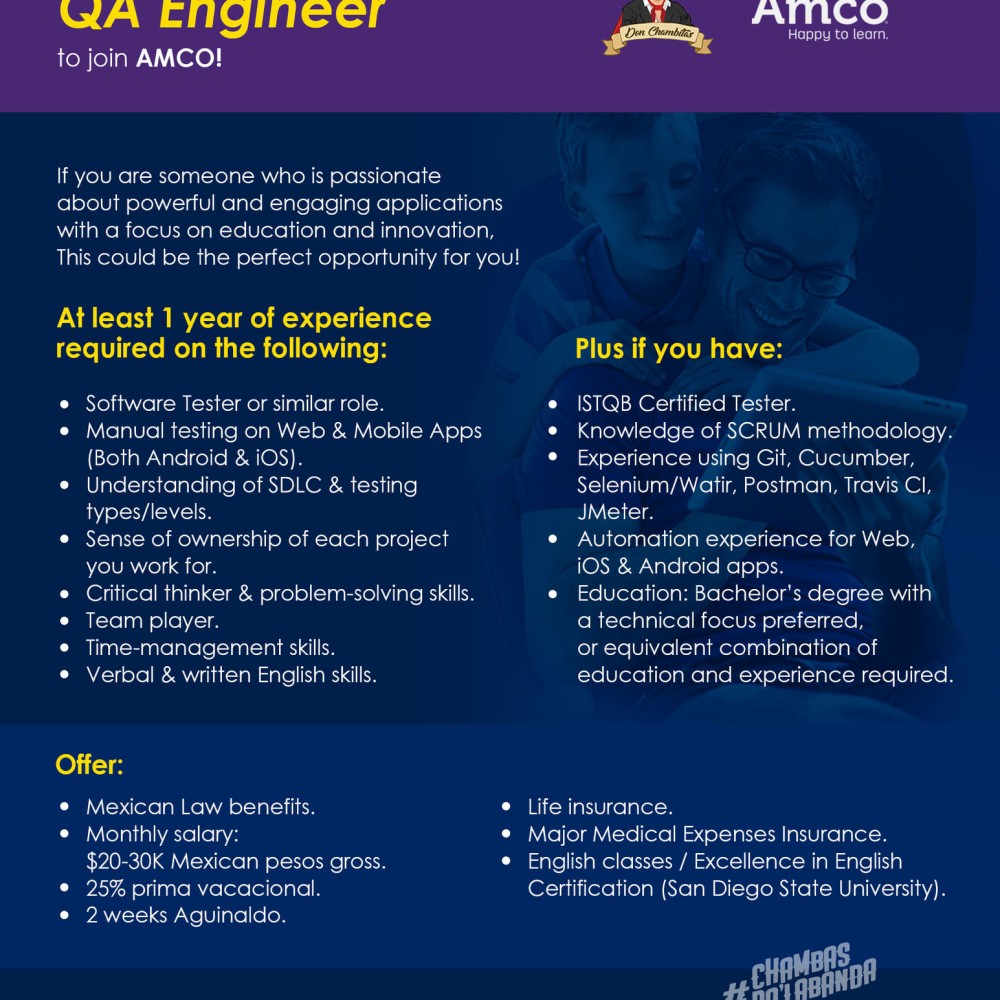 QA Engineer
to join AMCO!
Don Chambitas
Amco
Happy to learn.
If you are someone who is passionate
about powerful and engaging applications
with a focus on education and innovation,
This could be the perfect opportunity for you!
At least 1 year of experience
required on the following:
• Software Tester or similar role.
• Manual testing on Web & Mobile Apps
(Both Android & iOS).
• Understanding of SDLC & testing
types/levels.
• Sense of ownership of each project
you work for.
• Critical thinker & problem-solving skills.
• Team player.
• Time-management skills.
• Verbal & written English skills.
Plus if you have:
• ISTQB Certified Tester.
• Knowledge of SCRUM methodology.
• Experience using Git, Cucumber,
Selenium/Watir, Postman, Travis CI,
JMeter.
• Automation experience for Web,
iOS & Android apps.
• Education: Bachelor's degree with
a technical focus preferred,
or equivalent combination of
education and experience required.
Offer:
• Mexican Law benefits.
• Monthly salary:
$20-30K Mexican pesos gross.
• 25% prima vacacional.
• 2 weeks Aguinaldo.
• Life insurance.
• Major Medical Expenses Insurance.
• English classes / Excellence in English
Certification (San Diego State University).
#CHAMBAS
PA'LABANDA